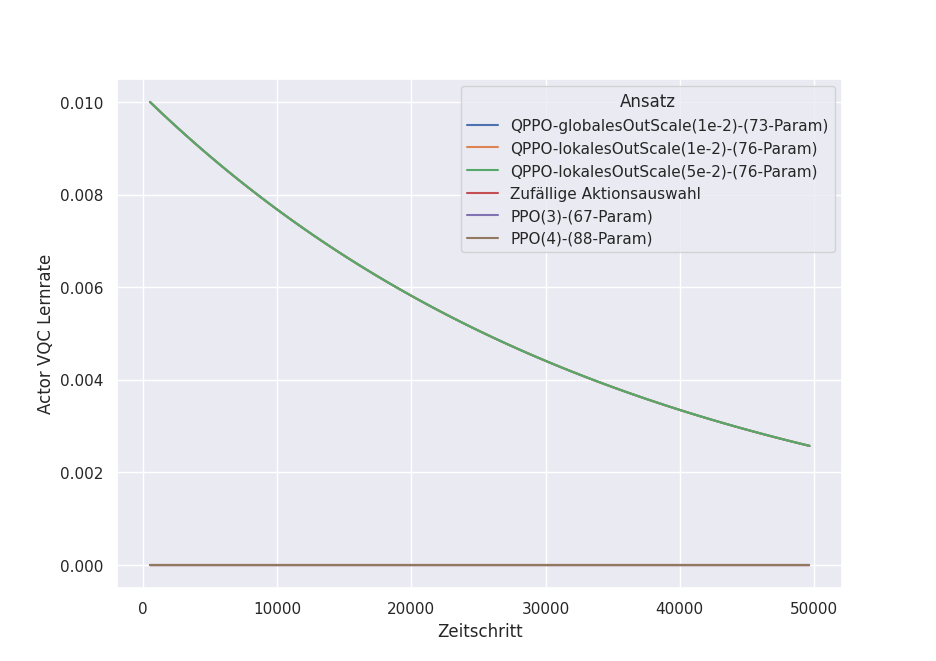 Ansatz
QPPO-globalesOutScale(1e-2)-(73-Param)
QPPO-lokalesOutScale(1e-2)-(76-Param)
QPPO-lokalesOutScale(5e-2)-(76-Param)
Zufällige Aktionsauswahl
PPO(3)-(67-Param)
PPO(4)-(88-Param)
0.010
0.008
0.006
0.004
0.002
0.000
Actor VQC Lernrate
0 10000 20000 30000 40000 50000
Zeitschritt